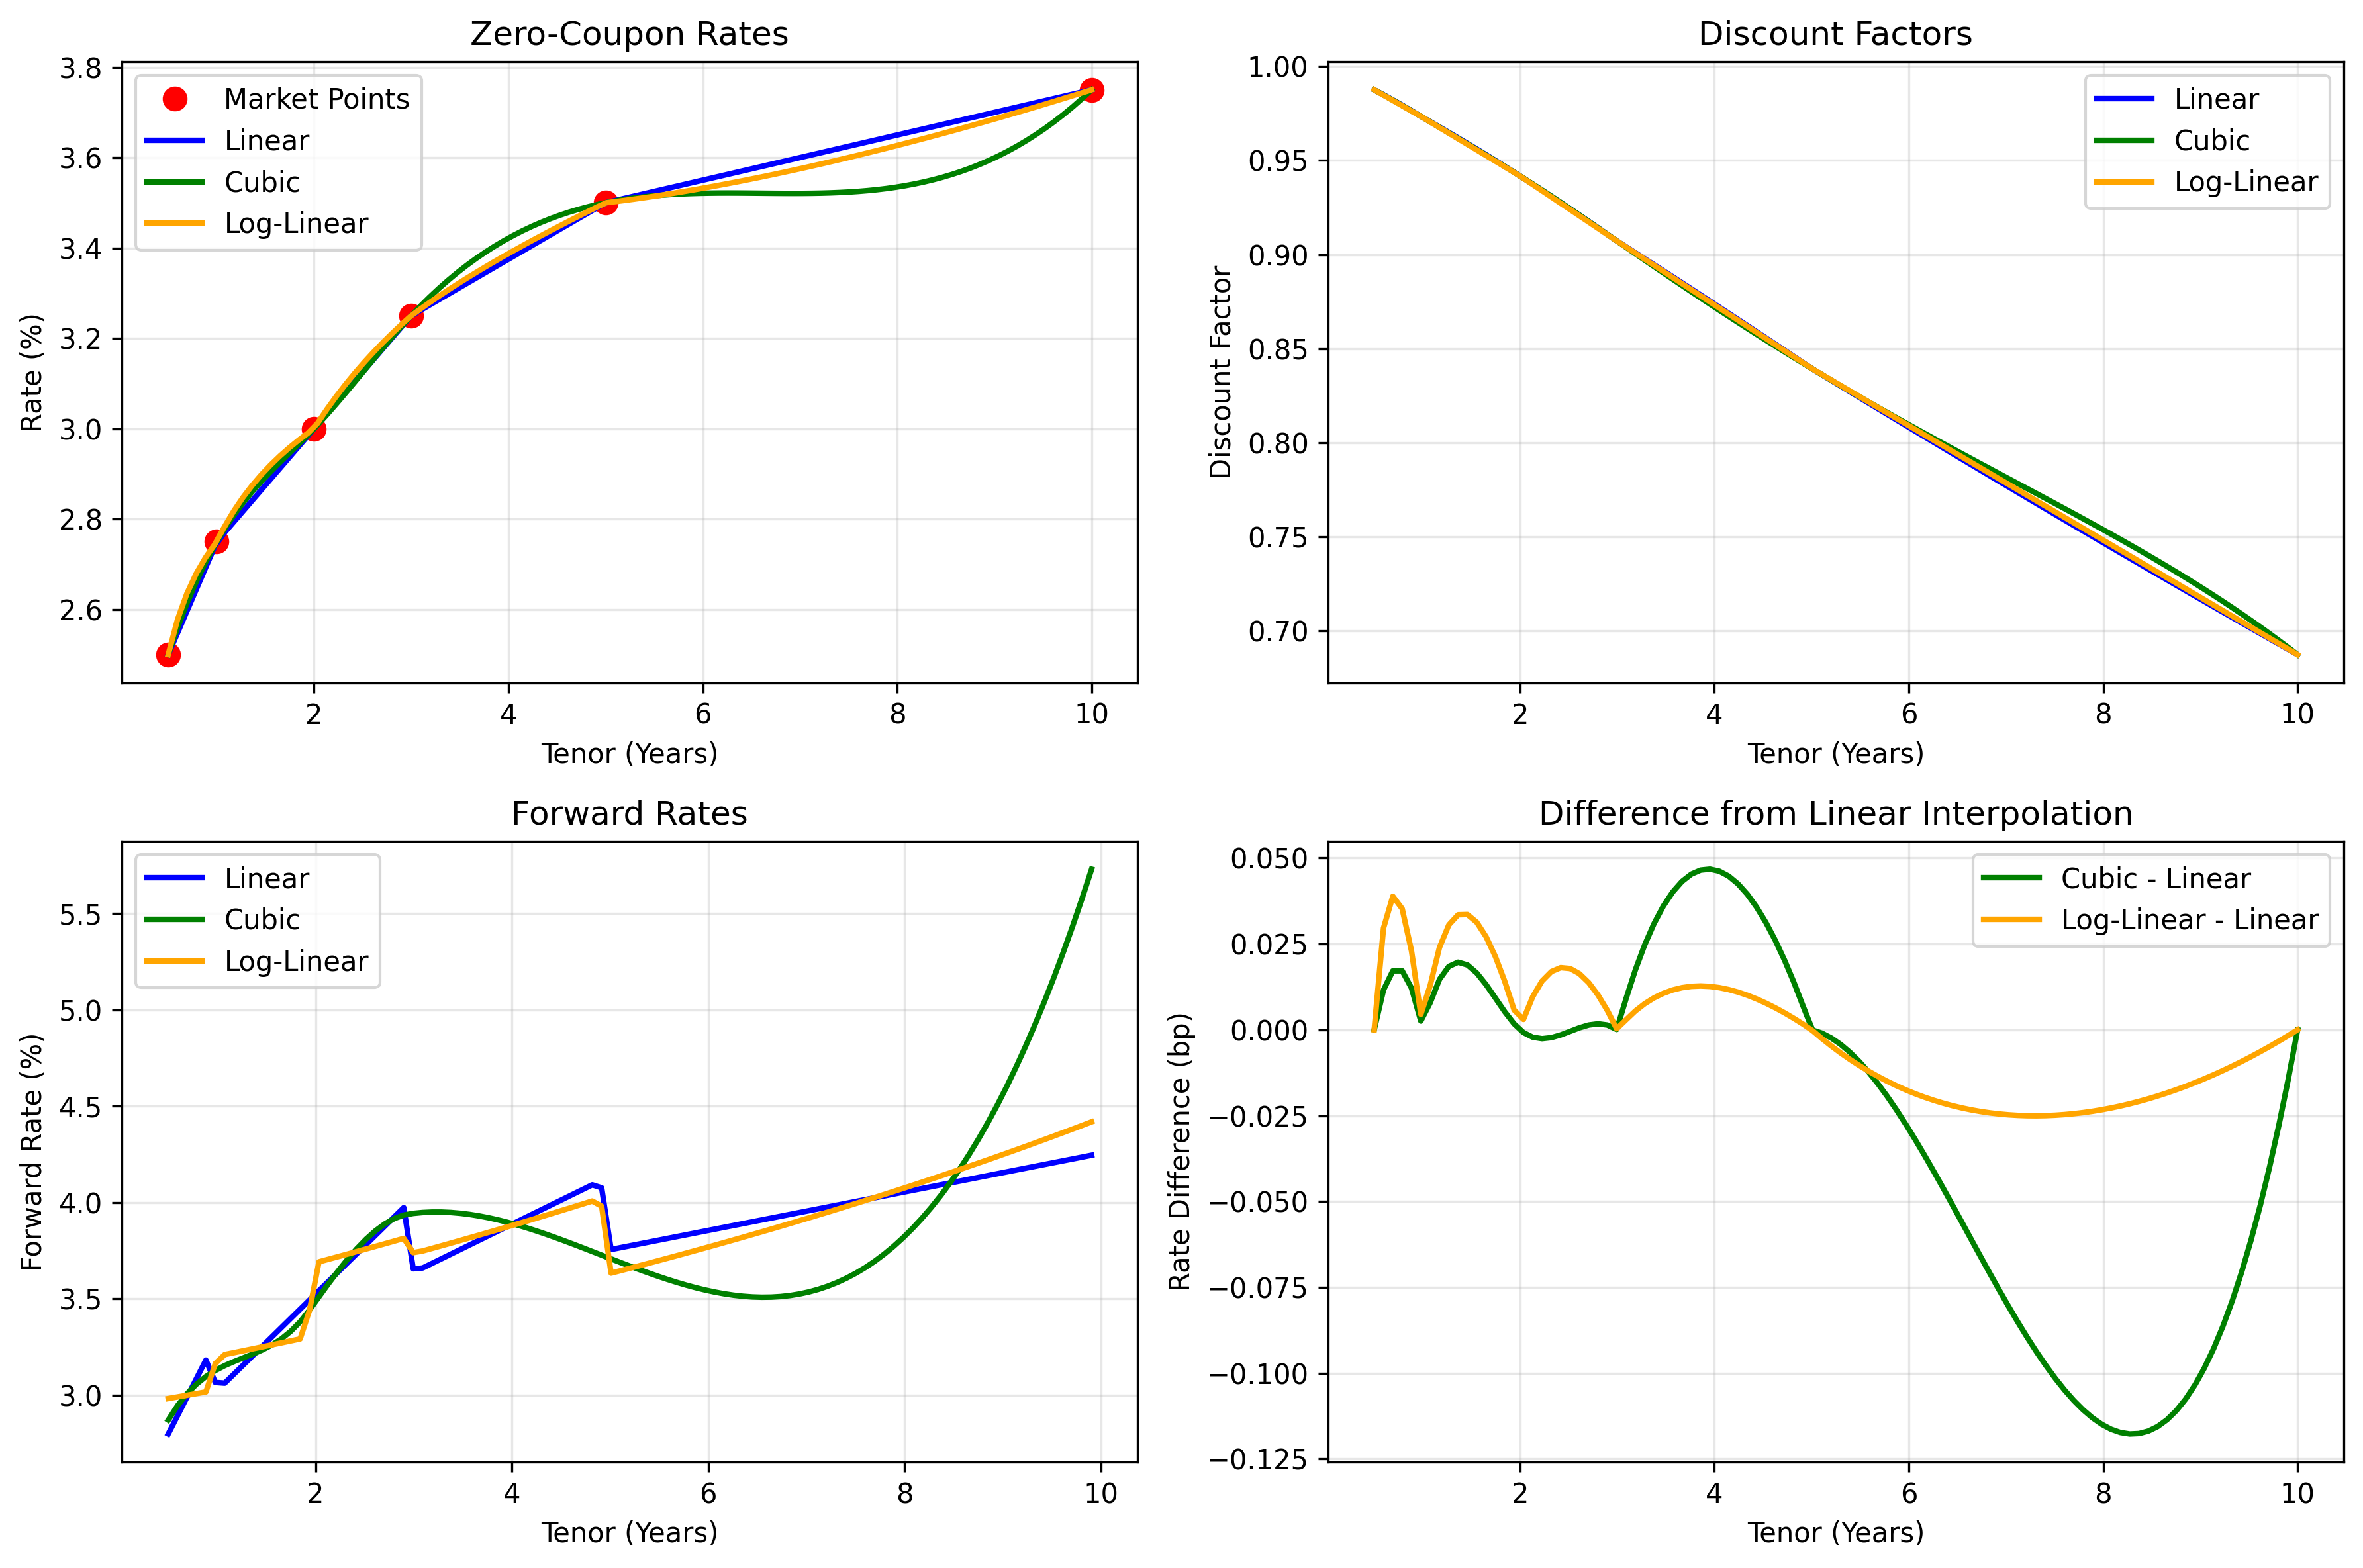 Zero-Coupon Rates
Rate (%)
3.8
3.6
3.4
3.2
3.0
2.8
2.6
Market Points
Linear
Cubic
Log-Linear
2 4 6 8 10
Tenor (Years)
Discount Factors
Discount Factor
1.00
0.95
0.90
0.85
0.80
0.75
0.70
Linear
Cubic
Log-Linear
2 4 6 8 10
Tenor (Years)
Forward Rates
Forward Rate (%)
5.5
5.0
4.5
4.0
3.5
3.0
Linear
Cubic
Log-Linear
2 4 6 8 10
Tenor (Years)
Difference from Linear Interpolation
Rate Difference (bp)
0.050
0.025
0.000
−0.025
−0.050
−0.075
−0.100
−0.125
Cubic - Linear
Log-Linear - Linear
2 4 6 8 10
Tenor (Years)